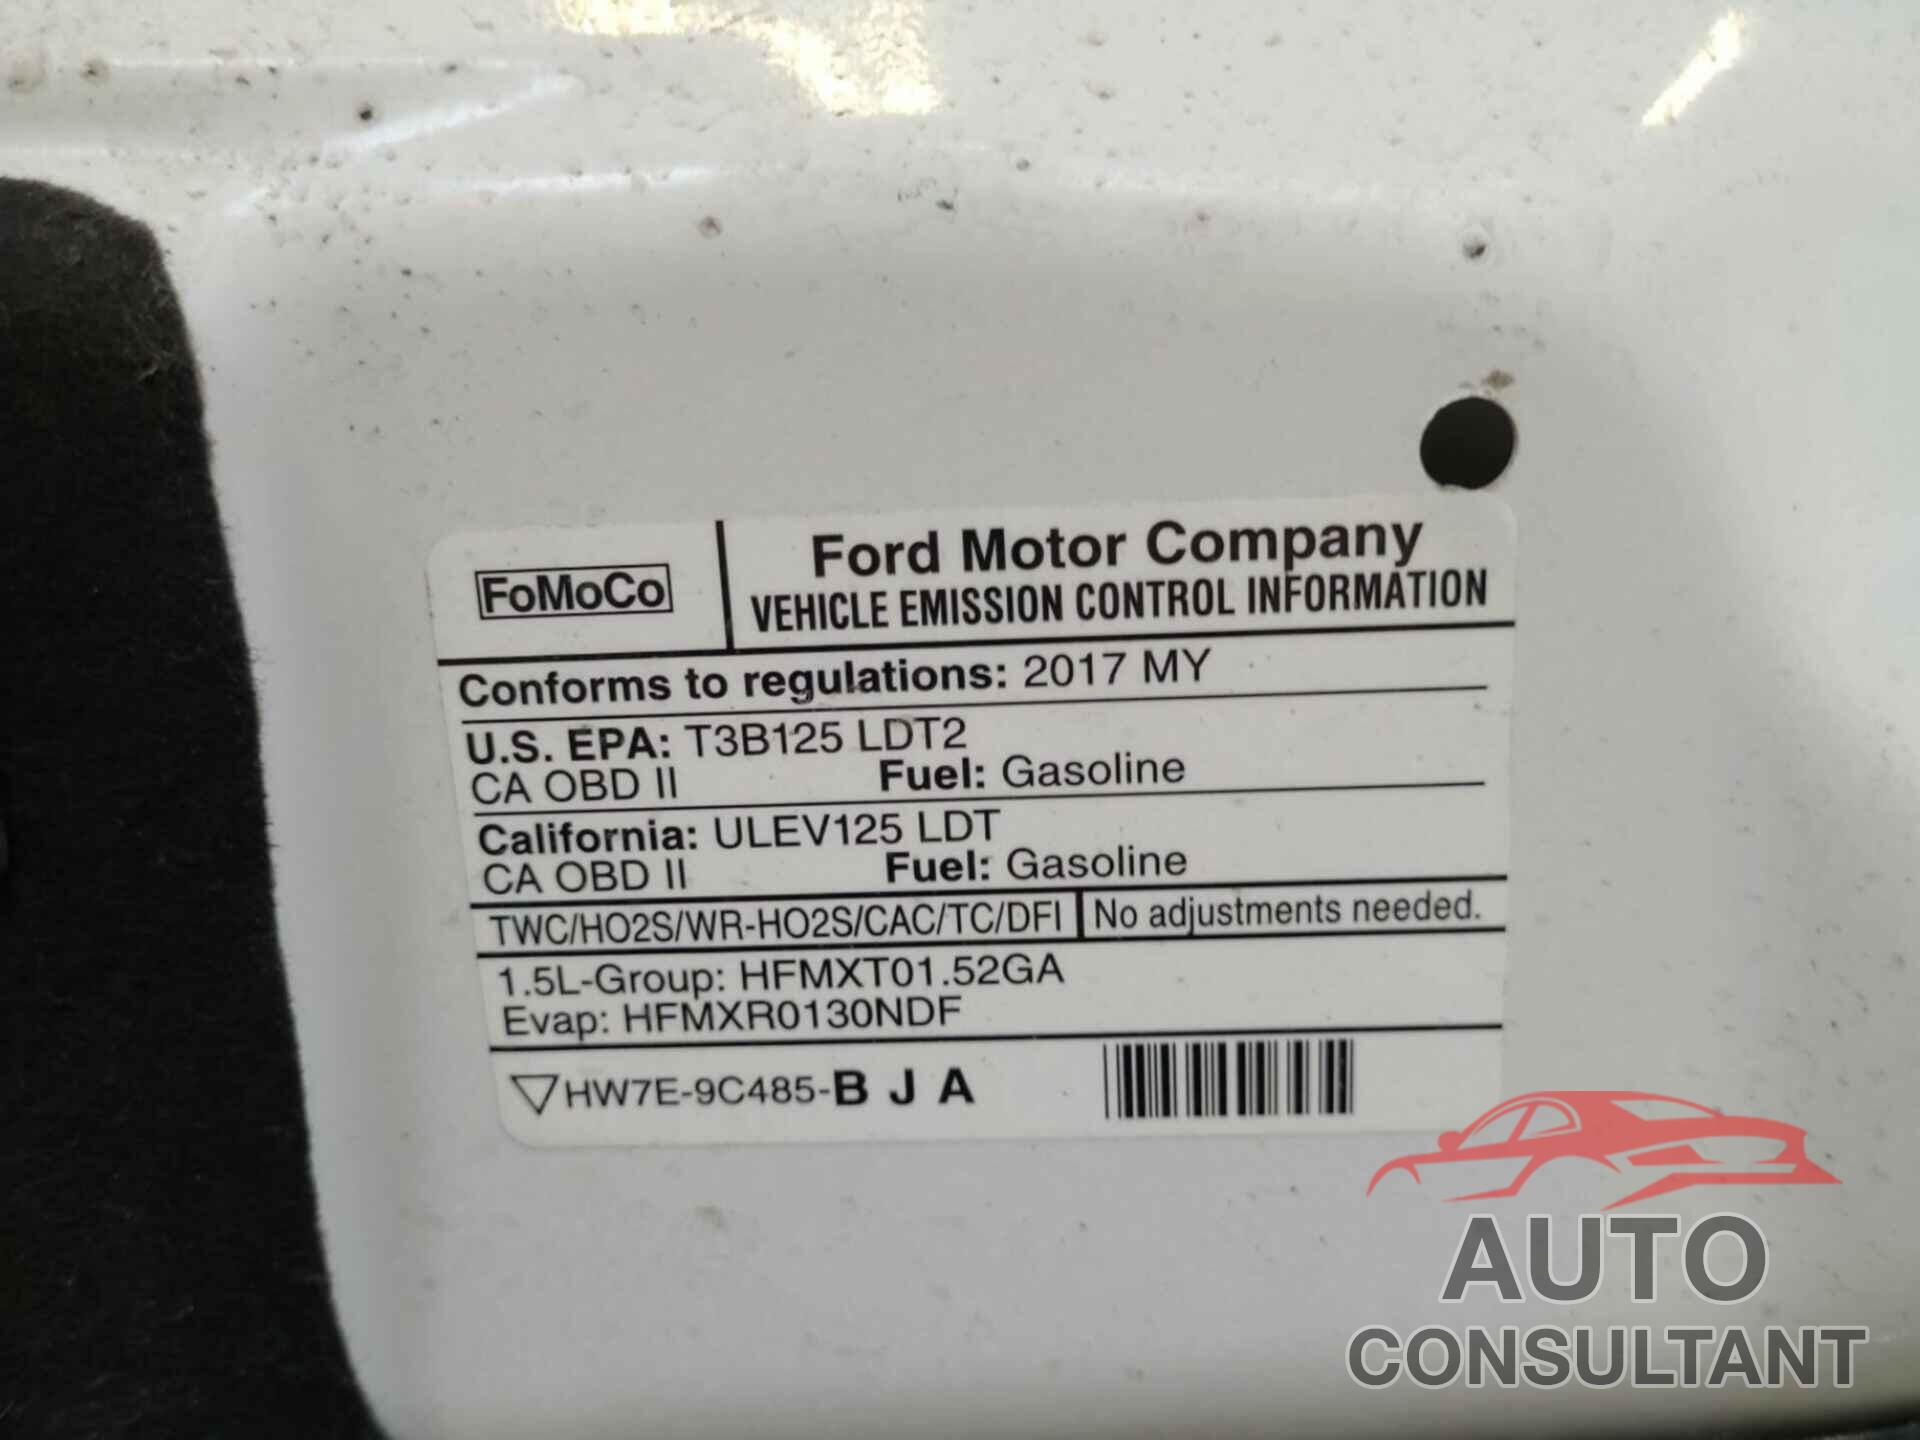 FoMoCo
Ford Motor Company
VEHICLE EMISSION CONTROL INFORMATION
Conforms to regulations: 2017 MY
U.S. EPA: T3B125 LDT2
CA OBD II Fuel: Gasoline
California: ULEV125 LDT
CA OBD II Fuel: Gasoline
TWC/HO2S/WR-HO2S/CAC/TC/DFI No adjustments needed.
1.5L-Group: HFMXT01.52GA
Evap: HFMXR0130NDF
HW7E-9C485-B J A
AUTO
CONSULTANT